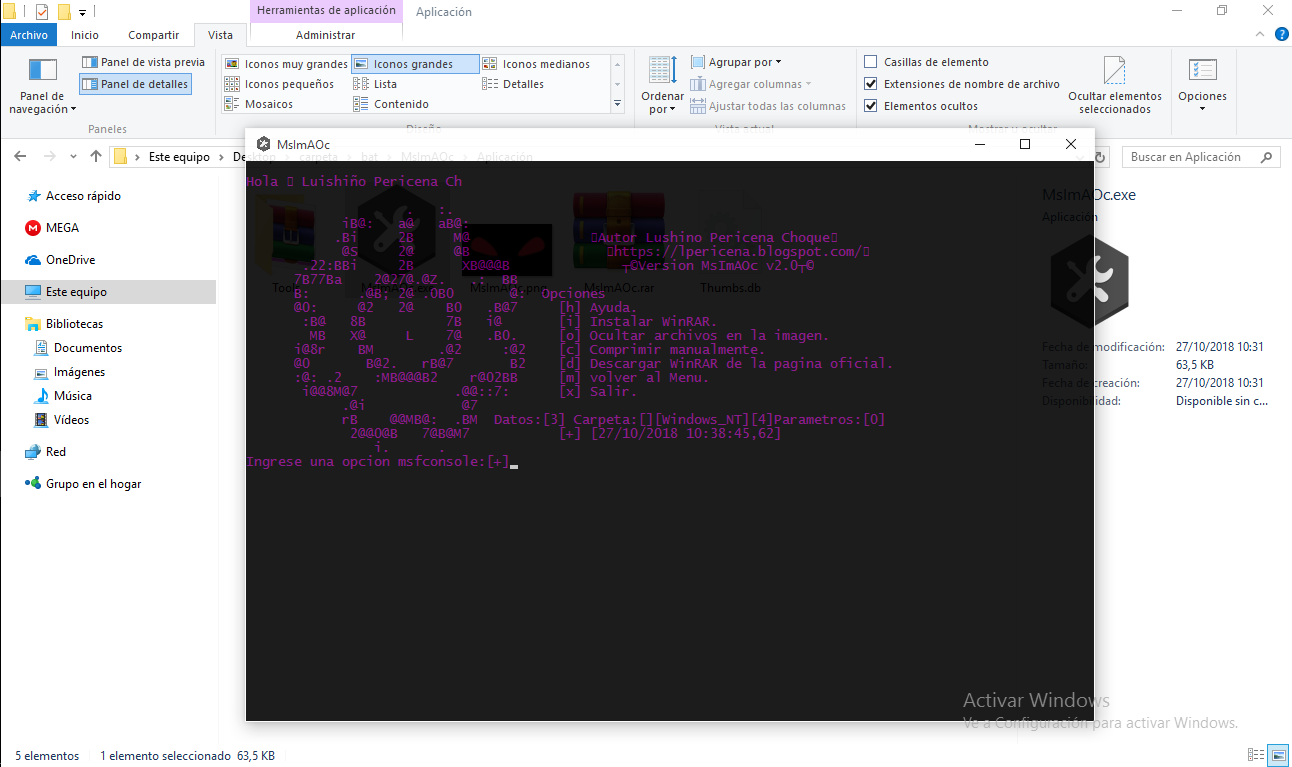 Herramientas de aplicación
Aplicación
Archivo
Inicio
Compartir
Vista
Administrar
Panel de navegación
Panel de vista previa
Panel de detalles
Paneles
Iconos muy grandes
Iconos grandes
Iconos medianos
Iconos pequeños
Lista
Detalles
Mosaicos
Contenido
Diseño
Ordenar por
Agrupar por
Agregar columnas
Ajustar todas las columnas
Vista actual
Casillas de elemento
Extensiones de nombre de archivo
Elementos ocultos
Mostrar u ocultar
Ocultar elementos seleccionados
Opciones
Este equipo
Desktop
carpeta
bat
MsImAOc
Aplicación
Buscar en Aplicación
Acceso rápido
MEGA
OneDrive
Este equipo
Bibliotecas
Documentos
Imágenes
Música
Vídeos
Red
Grupo en el hogar
MsImAOc
Hola Luishiño Pericena Ch
Autor Lushino Pericena Choque
https://lpericena.blogspot.com/
┬©Version MsImAOc v2.0┬©
Opciones
[h] Ayuda.
[i] Instalar WinRAR.
[o] Ocultar archivos en la imagen.
[c] Comprimir manualmente.
[d] Descargar WinRAR de la pagina oficial.
[m] volver al Menu.
[x] Salir.
Datos:[3] Carpeta:[][Windows_NT][4]Parametros:[0]
[+] [27/10/2018 10:38:45,62]
Ingrese una opcion msfconsole:[+]
MsImAOc.png
MsImAOc.rar
Thumbs.db
MsImAOc.exe
Aplicación
Fecha de modificación: 27/10/2018 10:31
Tamaño: 63,5 KB
Fecha de creación: 27/10/2018 10:31
Disponibilidad: Disponible sin c...
Activar Windows
Ve a Configuración para activar Windows.
5 elementos
1 elemento seleccionado 63,5 KB